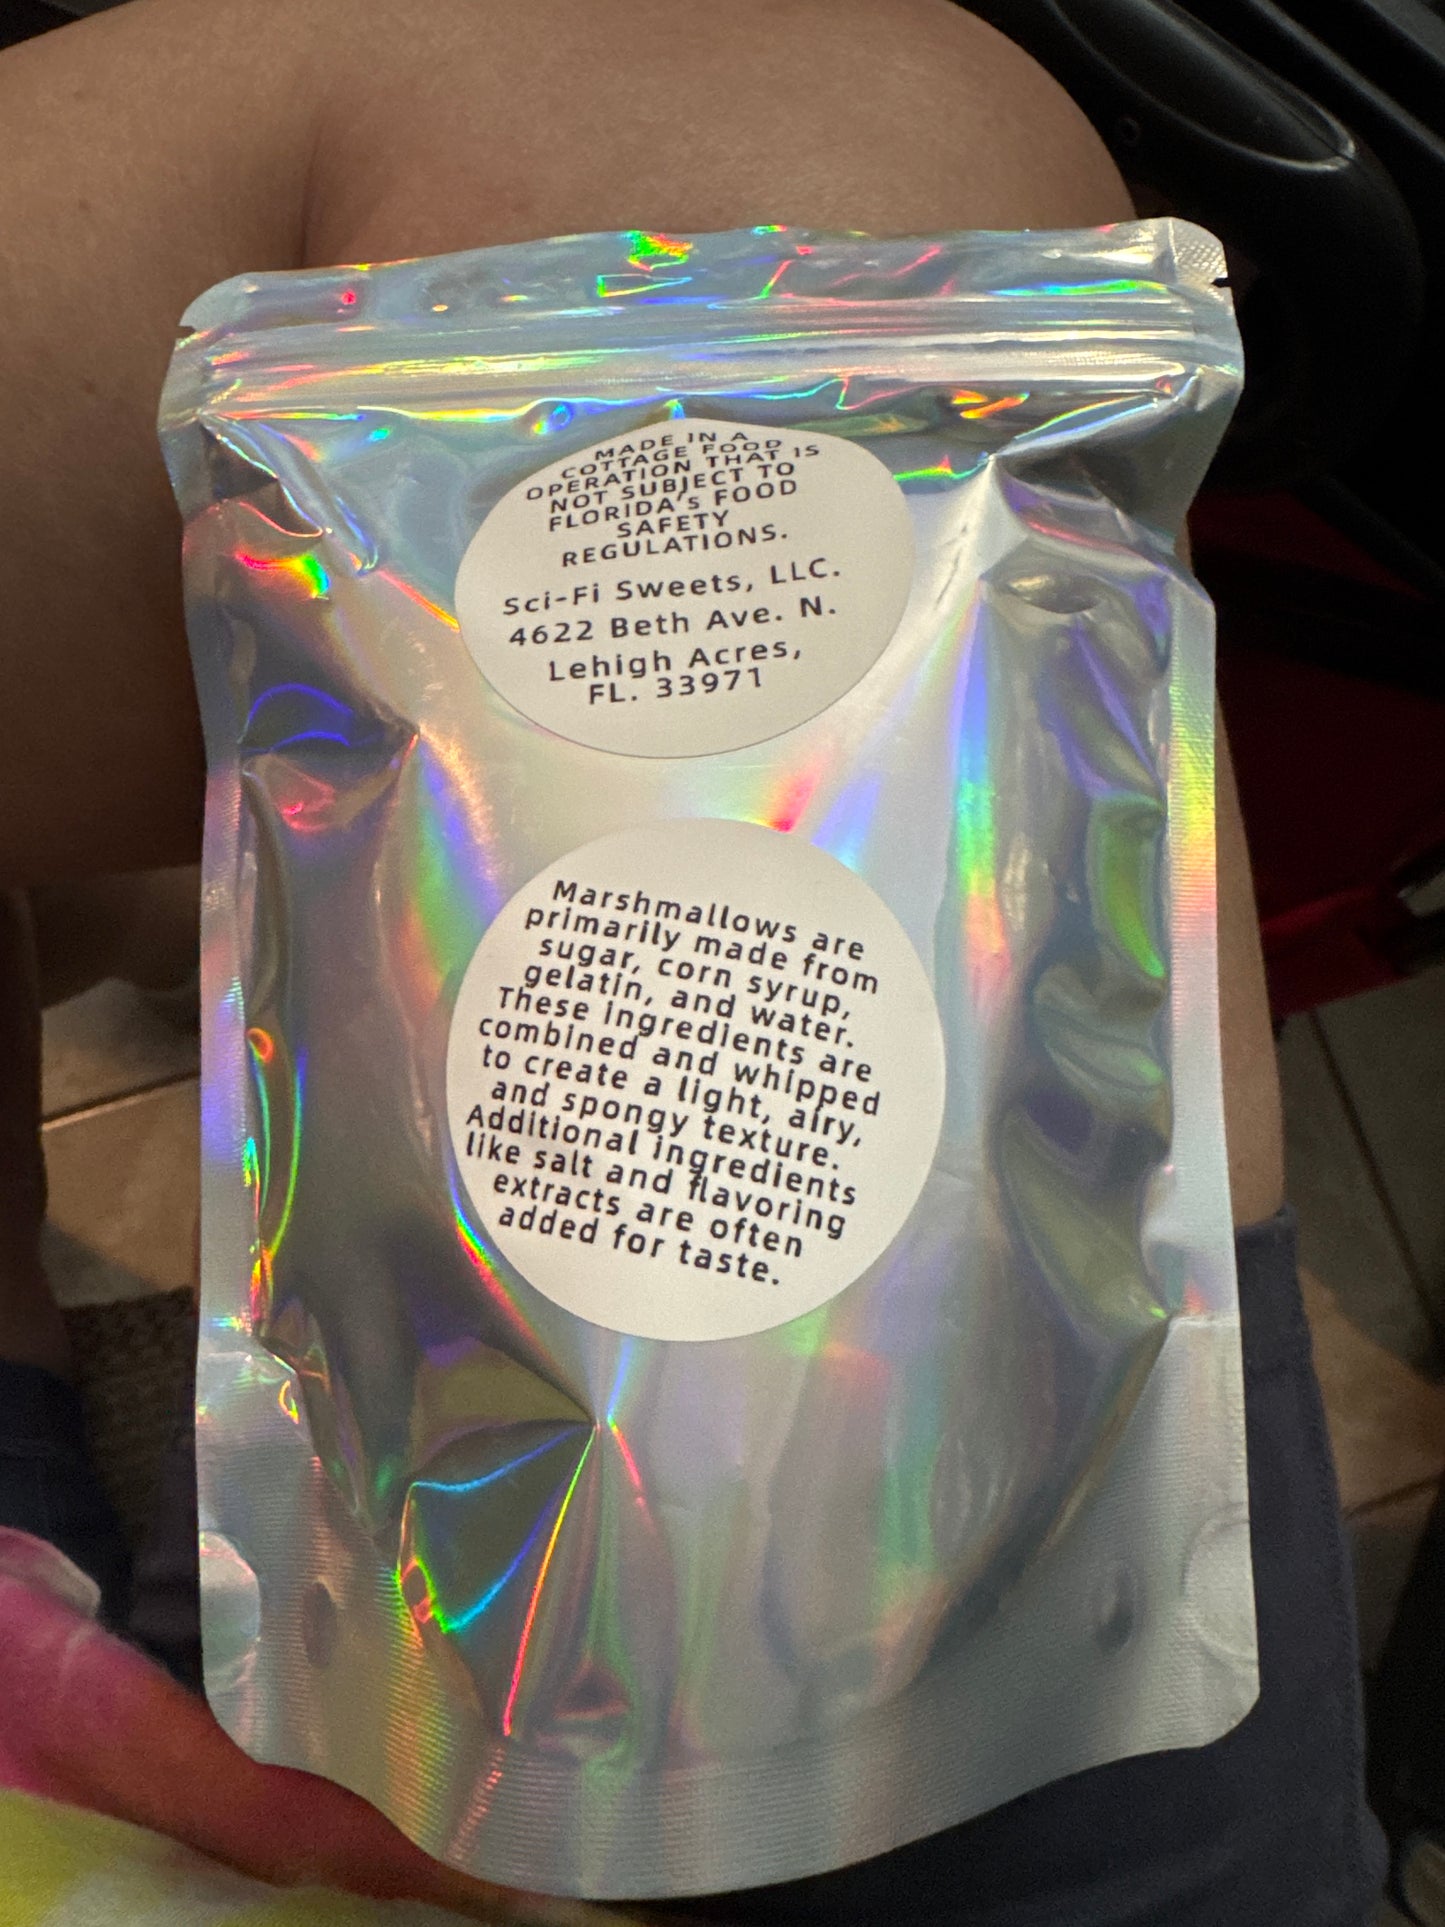 MADE IN A
COTTAGE FOOD
OPERATION THAT IS
NOT SUBJECT TO
FLORIDA'S FOOD
SAFETY
REGULATIONS.
Sci-Fi Sweets, LLC.
4622 Beth Ave. N.
Lehigh Acres,
FL. 33971
Marshmallows are
primarily made from
sugar, corn syrup,
gelatin, and water.
These ingredients are
combined and whipped
to create a light, airy,
and spongy texture.
Additional ingredients
like salt and flavoring
extracts are often
added for taste.